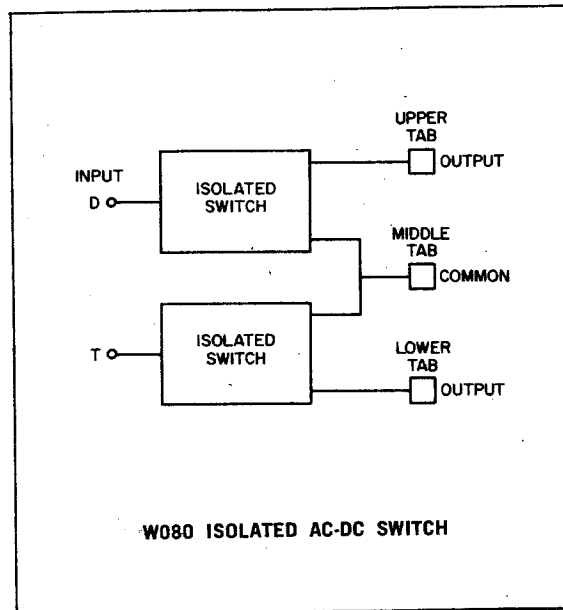 UPPER
TAB
OUTPUT
INPUT
D
ISOLATED
SWITCH
MIDDLE
TAB
COMMON
T
ISOLATED
SWITCH
LOWER
TAB
OUTPUT
W080 ISOLATED AC-DC SWITCH